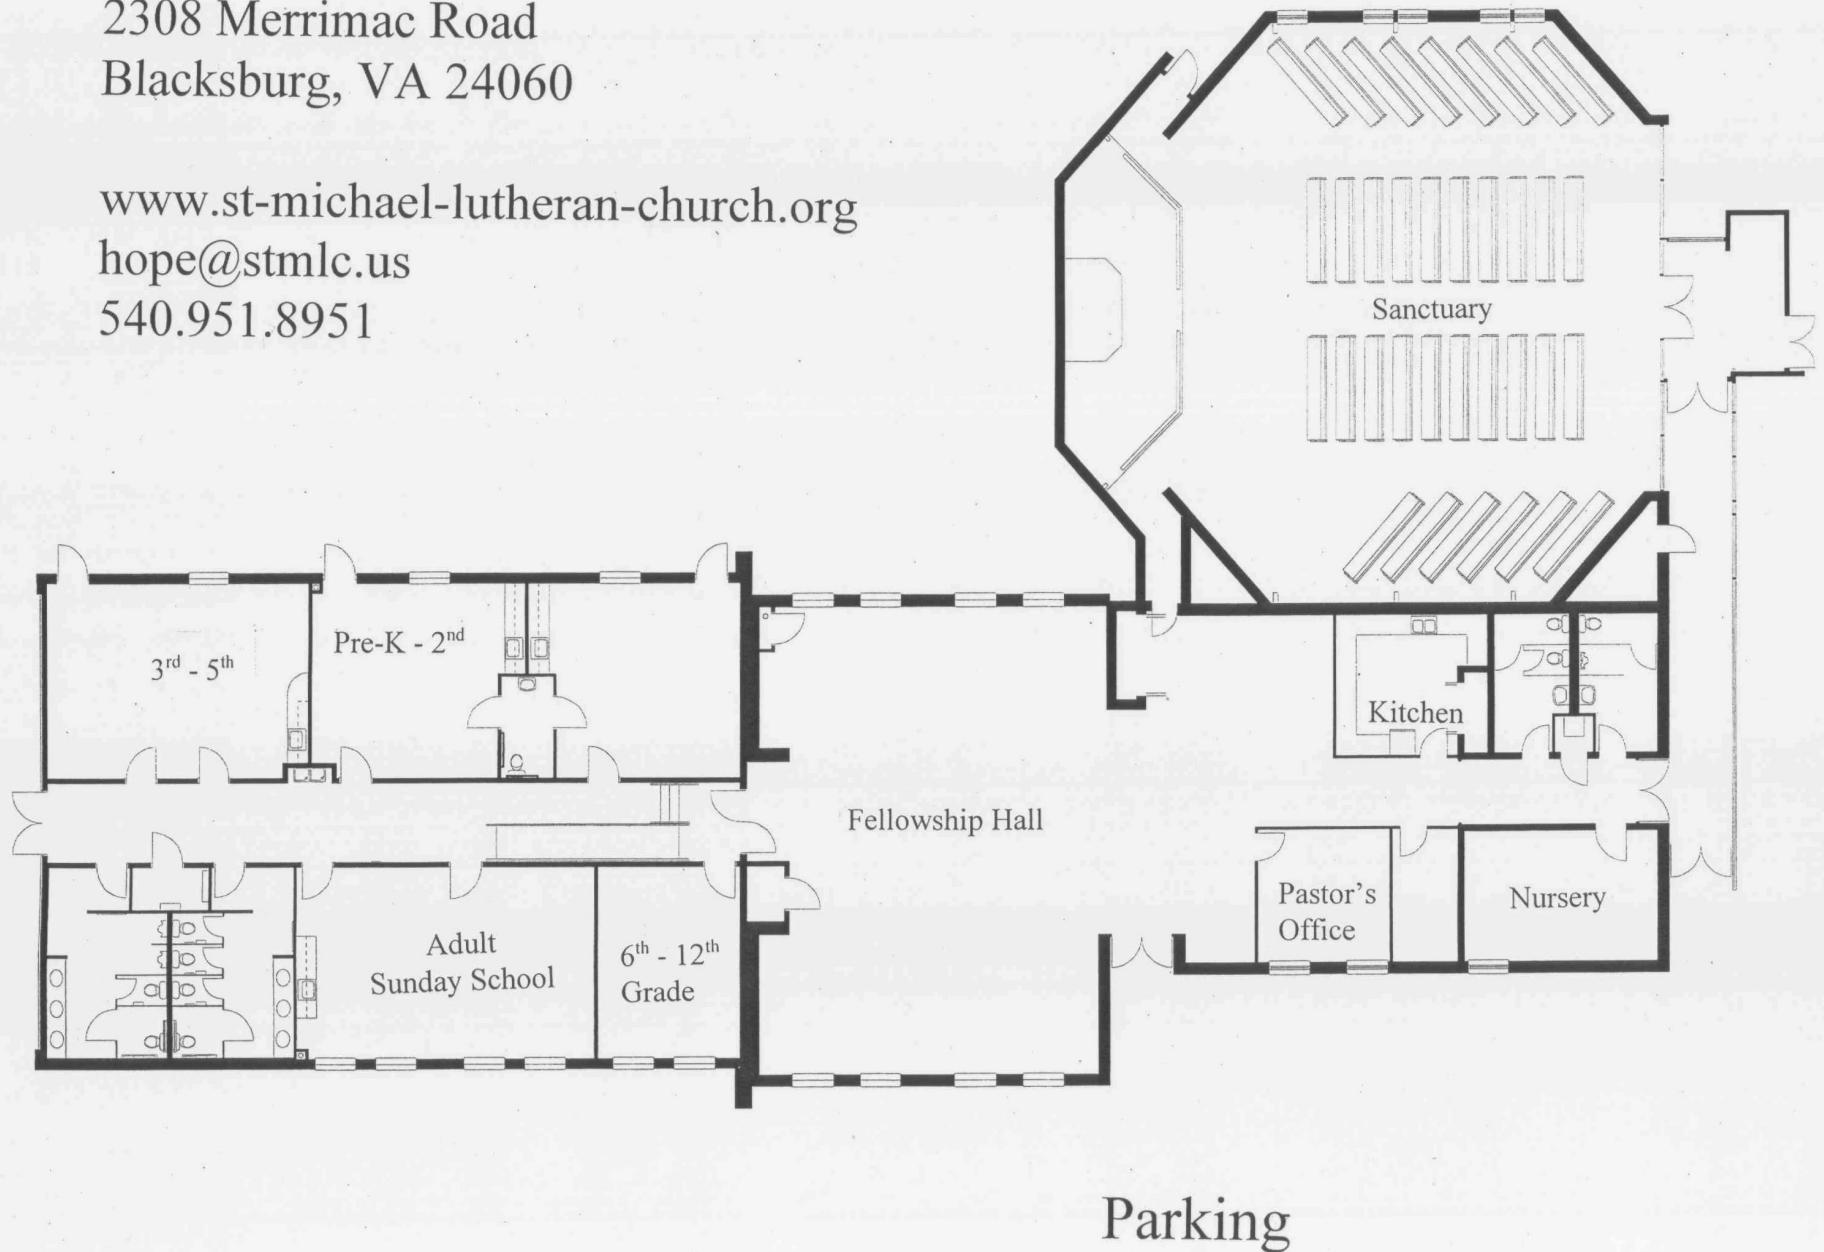 2308 Merrimac Road
Blacksburg, VA 24060
www.st-michael-lutheran-church.org
hope@stmlc.us
540.951.8951
Sanctuary
3rd - 5th
Pre-K - 2nd
Kitchen
Fellowship Hall
Pastor's
Office
Nursery
Adult
Sunday School
6th - 12th
Grade
Parking